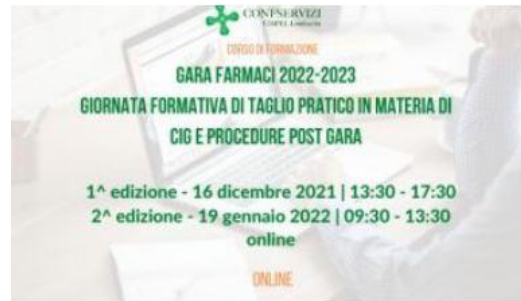 CONFSERVIZI
CISPEL Lombardia
CORSO DI FORMAZIONE
GARA FARMACI 2022-2023
GIORNATA FORMATIVA DI TAGLIO PRATICO IN MATERIA DI
CIG E PROCEDURE POST GARA
1^ edizione - 16 dicembre 2021 | 13:30 - 17:30
2^ edizione - 19 gennaio 2022 | 09:30 - 13:30
online
ONLINE